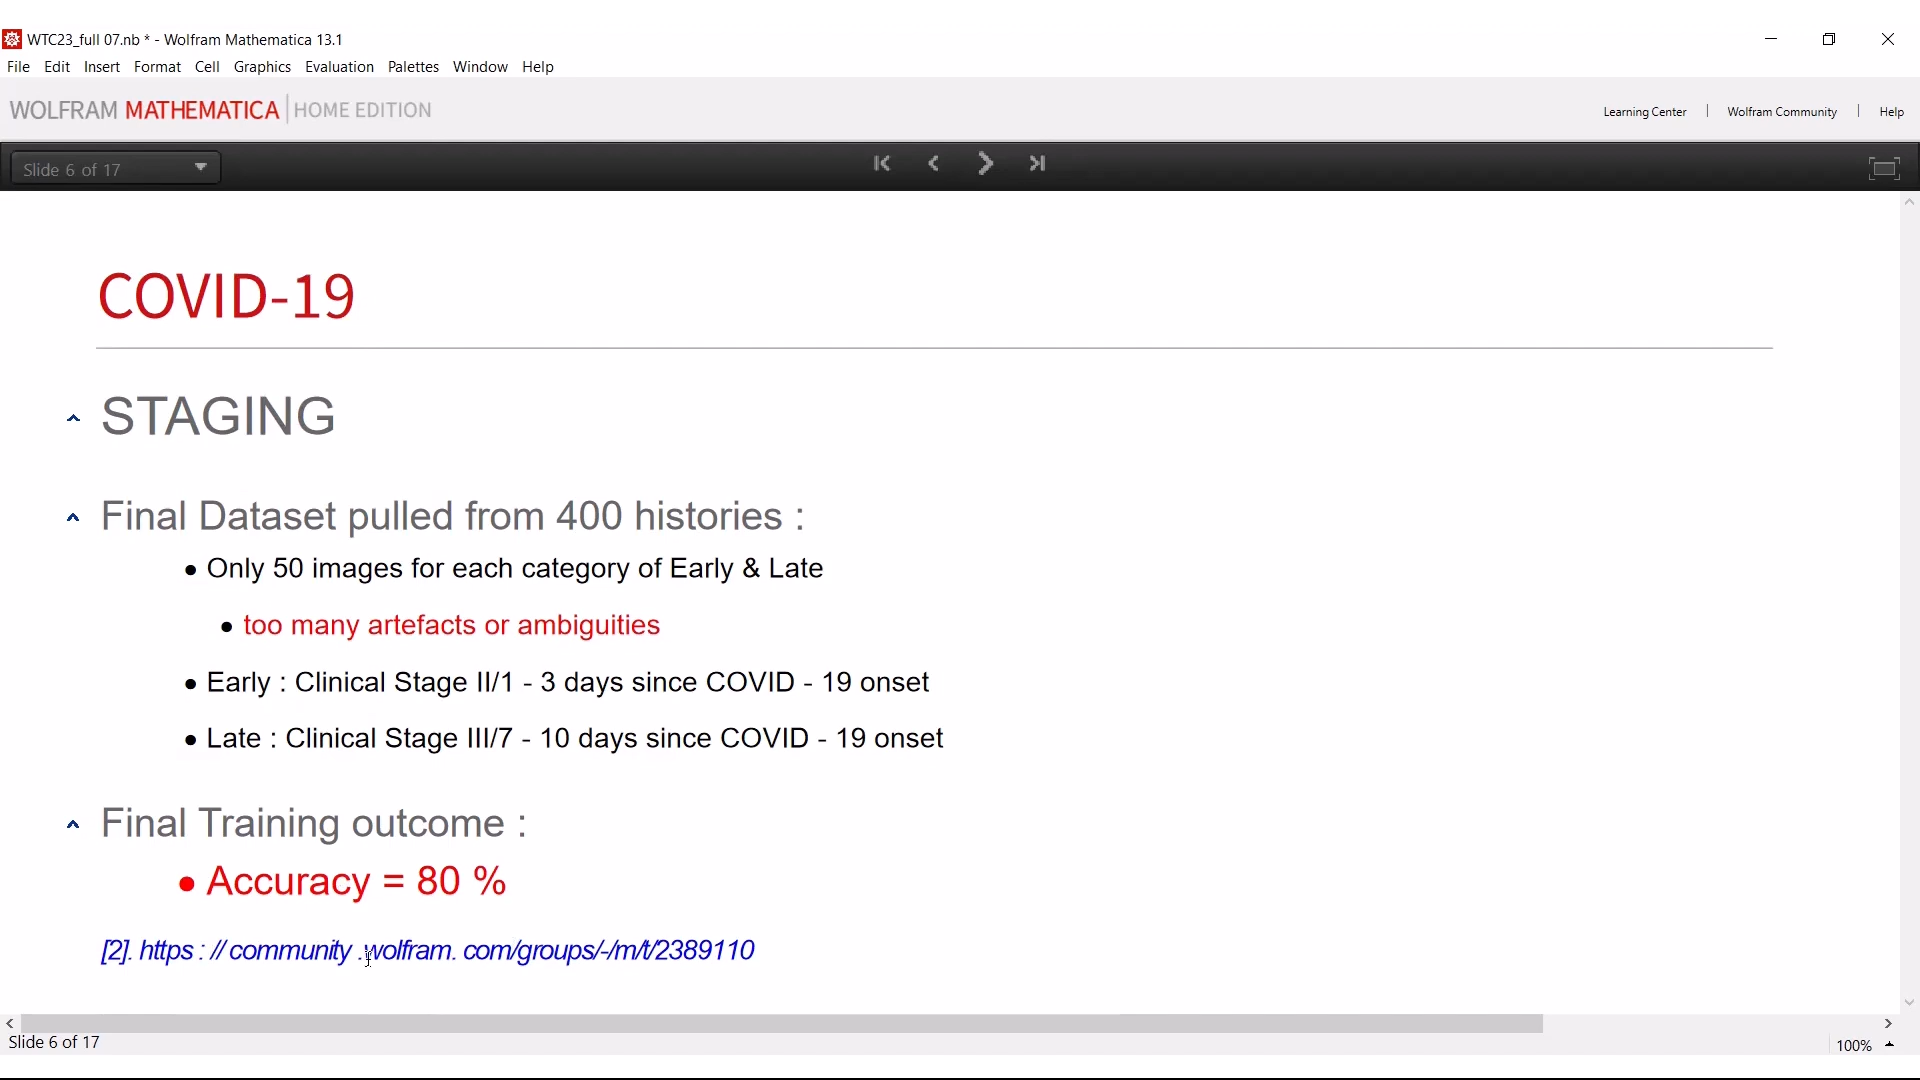 WTC23_full 07.nb * - Wolfram Mathematica 13.1
File Edit Insert Format Cell Graphics Evaluation Palettes Window Help
WOLFRAM MATHEMATICA | HOME EDITION
Learning Center | Wolfram Community | Help
Slide 6 of 17
COVID-19
STAGING
Final Dataset pulled from 400 histories :
• Only 50 images for each category of Early & Late
• too many artefacts or ambiguities
• Early : Clinical Stage II/1 - 3 days since COVID - 19 onset
• Late : Clinical Stage III/7 - 10 days since COVID - 19 onset
Final Training outcome :
• Accuracy = 80 %
[2]. https : // community .wolfram. com/groups/-/m/t/2389110
Slide 6 of 17
100%